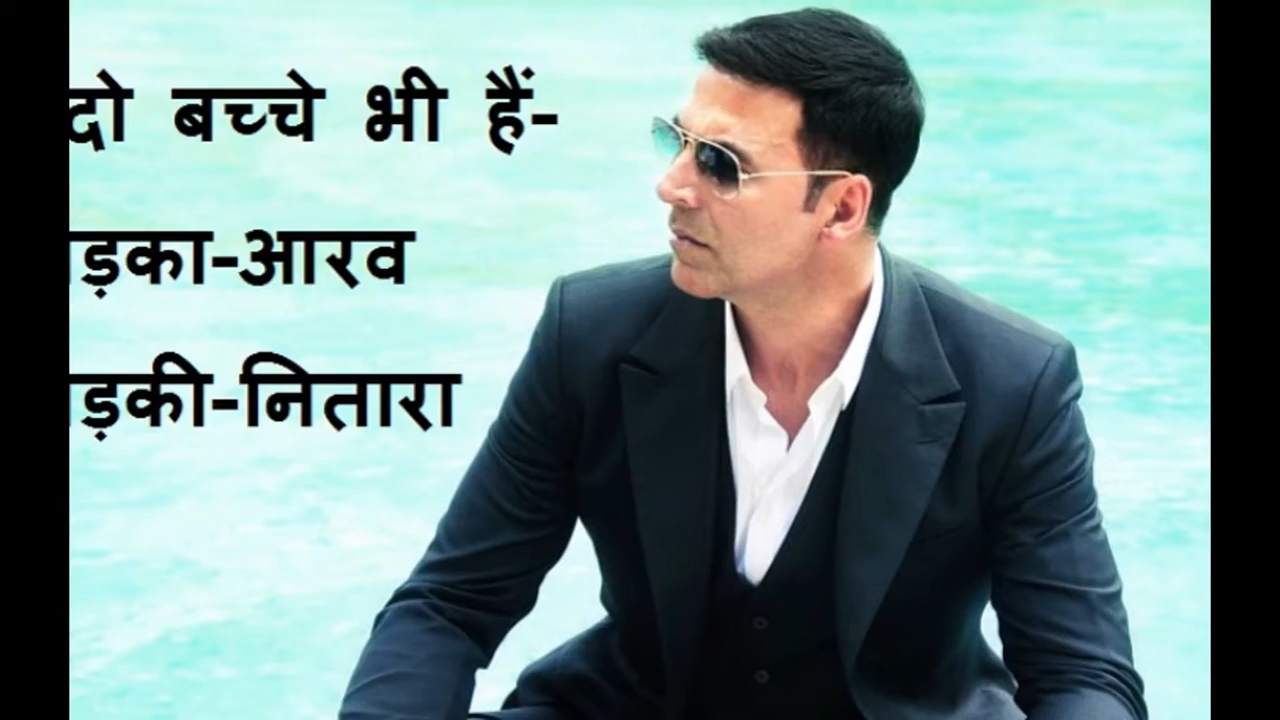 दो बच्चे भी हैं-
ड़का-आरव
ड़की-नितारा